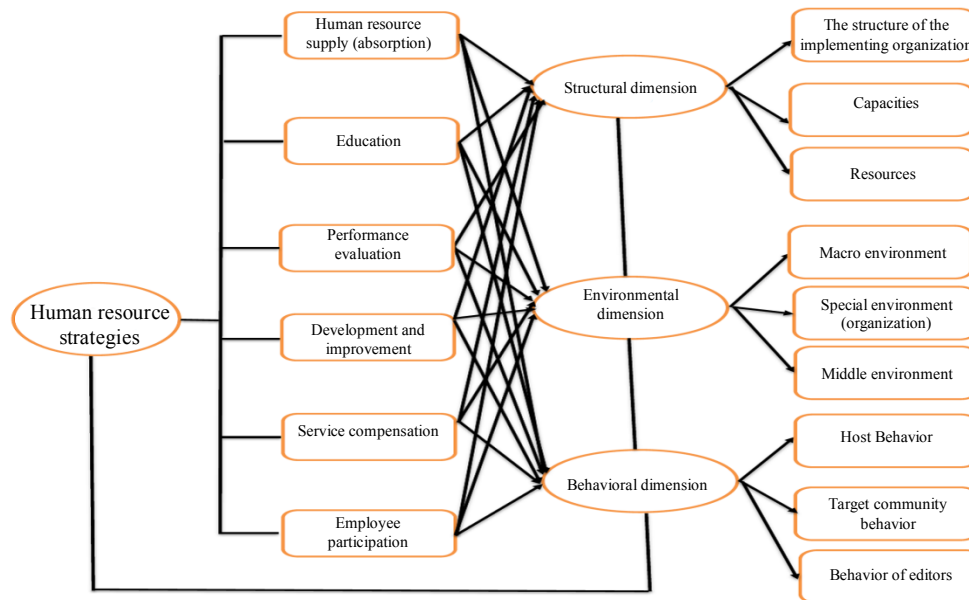 Human resource
strategies
Human resource
supply (absorption)
Education
Performance
evaluation
Development and
improvement
Service compensation
Employee
participation
Structural dimension
Environmental
dimension
Behavioral dimension
The structure of the
implementing organization
Capacities
Resources
Macro environment
Special environment
(organization)
Middle environment
Host Behavior
Target community
behavior
Behavior of editors